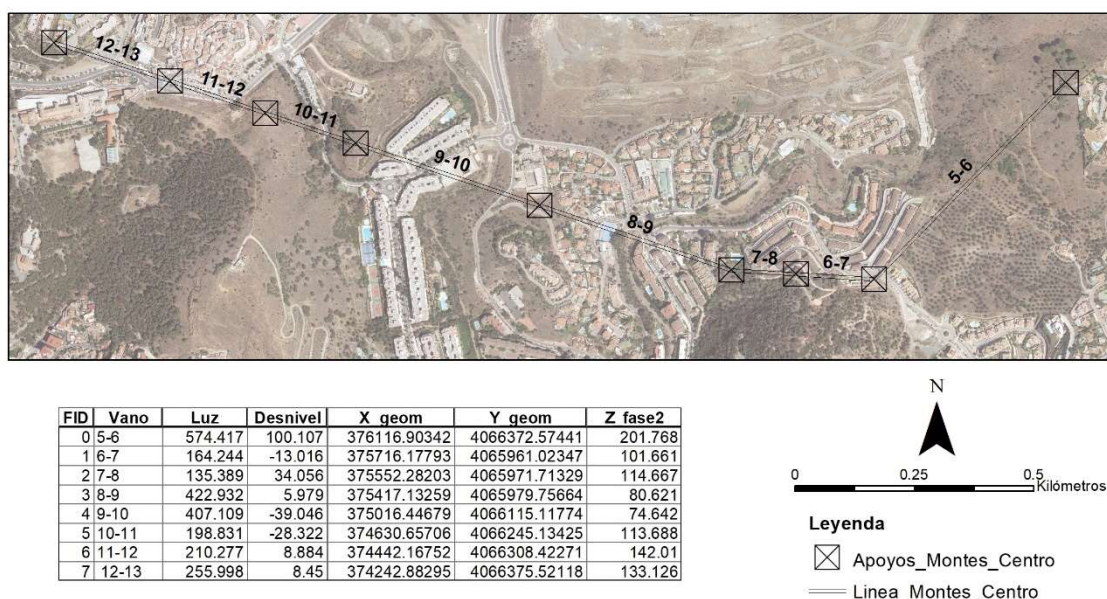 12-13
11-12
10-11
9-10
8-9
7-8
6-7
5-6
FID Vano Luz Desnivel X_geom Y_geom Z_fase2
0 5-6 574.417 100.107 376116.90342 4066372.57441 201.768
1 6-7 164.244 -13.016 375716.17793 4065961.02347 101.661
2 7-8 135.389 34.056 375552.28203 4065971.71329 114.667
3 8-9 422.932 5.979 375417.13259 4065979.75664 80.621
4 9-10 407.109 -39.046 375016.44679 4066115.11774 74.642
5 10-11 198.831 -28.322 374630.65706 4066245.13425 113.688
6 11-12 210.277 8.884 374442.16752 4066308.42271 142.01
7 12-13 255.998 8.45 374242.88295 4066375.52118 133.126
N
0 0.25 0.5
Kilómetros
Leyenda
Apoyos_Montes_Centro
Linea_Montes_Centro